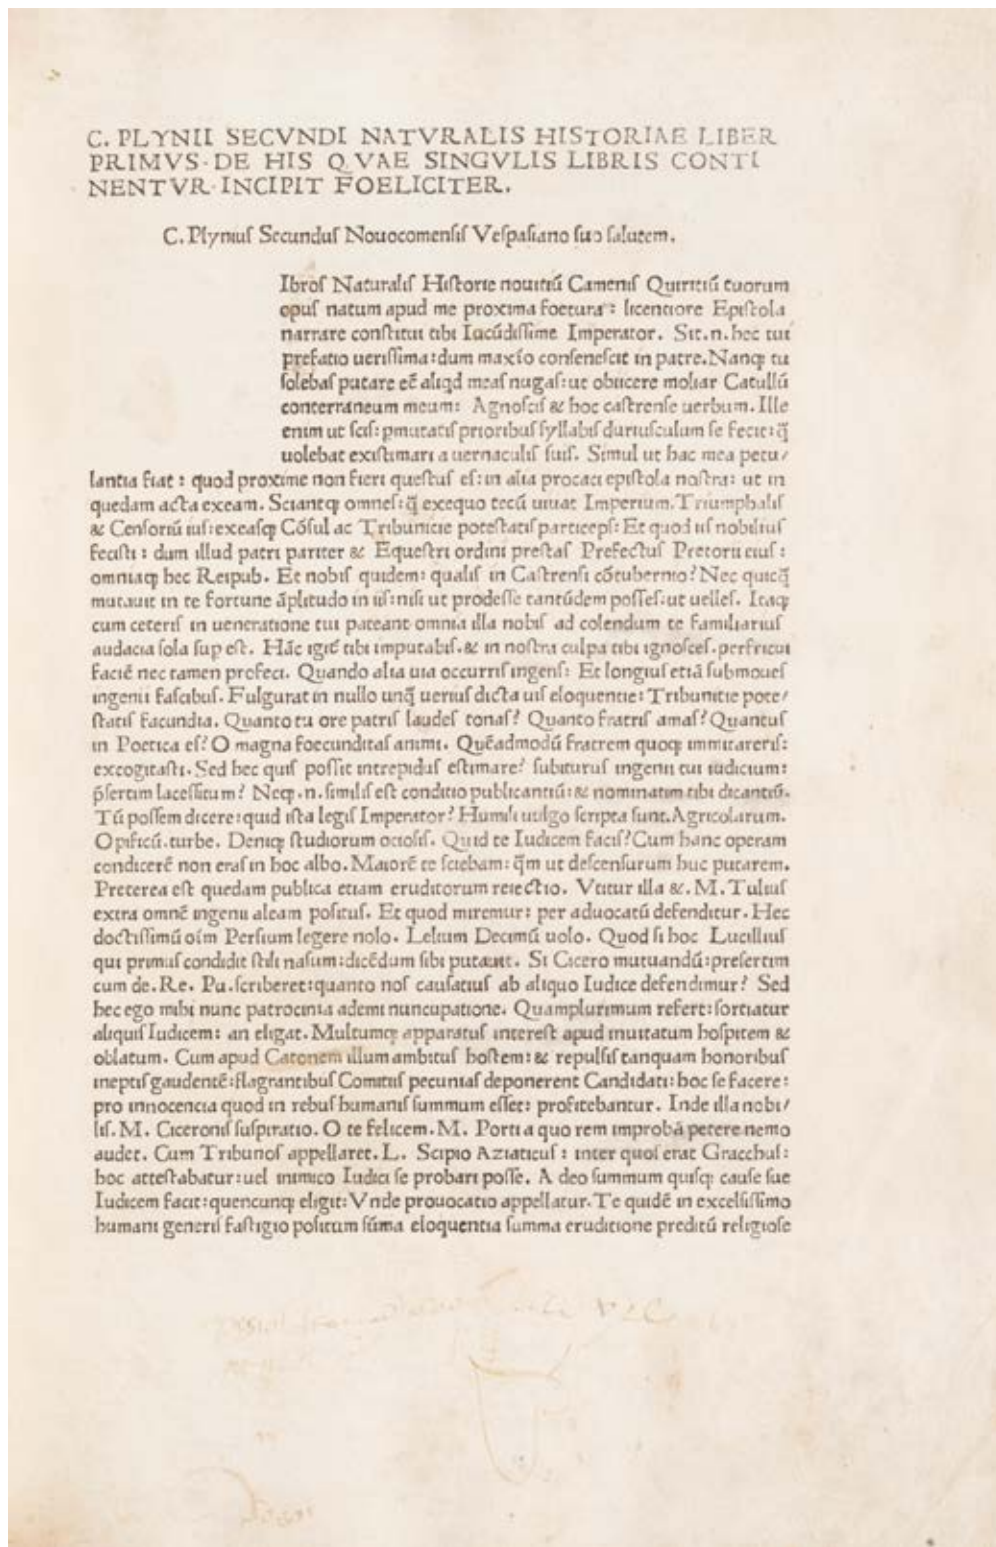 C. PLYNII SECVNDI NATVRALIS HISTORIAE LIBER
PRIMVS·DE HIS QVAE SINGVLIS LIBRIS CONTI
NENTVR·INCIPIT FOELICITER.
C. Plyniuſ Secunduſ Nouocomenſiſ Veſpaſiano ſuo ſalutem.
Ibroſ Naturaliſ Hiſtorie nouitiū Cameniſ Quiritiū tuorum
opuſ natum apud me proxima foetura: licentiore Epiſtola
narrare conſtitui tibi Iocūdiſſime Imperator. Sit.n.hec tui
prefatio ueriſſima:dum maxīo conſeneſcit in patre.Nanqꝫ tu
ſolebaſ putare eē aliqd meaſ nugaſ:ut obiicere moliar Catullū
conterraneum meum: Agnoſciſ & hoc caſtrenſe uerbum.Ille
enim ut ſciſ:pmutatiſ prioribuſ ſyllabiſ duriuſculum ſe fecit:q̄
uolebat exiſtimari a uernaculiſ ſuiſ. Simul ut hac mea petu/
lantia fiat : quod proxime non fieri queſtuſ eſ:in alia procaci epiſtola noſtra: ut in
quedam acta exeam. Sciantqꝫ omneſ:q̄ exequo tecū uiuat Imperium.Triumphaliſ
& Cenſoriū iuſ:exeaſqꝫ Cōſul ac Tribunicie poteſtatiſ particepſ:Et quod iiſ nobiliuſ
feciſti : dum illud patri pariter & Equeſtri ordini preſtaſ Prefectuſ Pretorii eiuſ :
omniaqꝫ hec Reipub. Et nobiſ quidem: qualiſ in Caſtrenſi cōtubernio?Nec quicq̄
mutauit in te fortune āplitudo in iiſ:niſi ut prodeſſe tantūdem poſſeſ:ut uelleſ. Itaqꝫ
cum ceteriſ in ueneratione tui pateant omnia illa nobiſ ad colendum te familiariuſ
audacia ſola ſup eſt. Hāc igit̄ tibi imputabiſ.& in noſtra culpa tibi ignoſceſ.perfricui
faciē nec tamen profeci. Quando alia uia occurriſ ingenſ: Et longiuſ etiā ſubmoueſ
ingenii faſcibuſ.Fulgurat in nullo unq̄ ueriuſ dicta uiſ eloquentie:Tribunitie pote/
ſtatiſ facundia. Quanto tu ore patriſ laudeſ tonaſ? Quanto fratriſ amaſ?Quantuſ
in Poetica eſ?O magna foecunditaſ animi. Quēadmodū fratrem quoqꝫ immitareriſ:
excogitaſti. Sed hec quiſ poſſit intrepiduſ eſtimare? ſubituruſ ingenii tui iudicium:
p̄ſertim laceſſitum? Neqꝫ.n.ſimiliſ eſt conditio publicantiū:& nominatim tibi dicantiū.
Tū poſſem dicere:quid iſta legiſ Imperator?Humili uulgo ſcripta ſunt.Agricolarum.
Opificū.turbe. Deniqꝫ ſtudiorum otioſiſ. Quid te Iudicem faciſ?Cum hanc operam
condicerē non eraſ in hoc albo.Maiorē te ſciebam:q̄m ut deſcenſurum huc putarem.
Preterea eſt quedam publica etiam eruditorum reiectio. Vtitur illa &.M.Tuliuſ
extra omnē ingenii aleam poſituſ. Et quod miremur: per aduocatū defenditur.Hec
doctiſſimū oīm Perſium legere nolo. Lelium Decimū uolo. Quod ſi hoc Lucilliuſ
qui primuſ condidit ſtili naſum:dicēdum ſibi putauit. Si Cicero mutuandū:preſertim
cum de.Re.Pu.ſcriberet:quanto noſ cauſatiuſ ab aliquo Iudice defendimur? Sed
hec ego mihi nunc patrocinia ademi nuncupatione. Quamplurimum refert:ſortiatur
aliquiſ Iudicem: an eligat.Multumqꝫ apparatuſ intereſt apud inuitatum hoſpitem &
oblatum. Cum apud Catonem illum ambituſ hoſtem:& repulſiſ tanquam honoribuſ
ineptiſ gaudentē:flagrantibuſ Comitiiſ pecuniaſ deponerent Candidati:hoc ſe facere:
pro innocencia quod in rebuſ humaniſ ſummum eſſet: profitebantur. Inde illa nobi/
liſ.M. Ciceroniſ ſuſpiratio.O te felicem.M. Porti a quo rem improbā petere nemo
audet. Cum Tribunoſ appellaret.L. Scipio Aziaticuſ : inter quoſ erat Gracchuſ:
hoc atteſtabatur:uel inimico Iudici ſe probari poſſe. A deo ſummum quiſqꝫ cauſe ſue
Iudicem facit:quencunqꝫ eligit:Vnde prouocatio appellatur.Te quidē in excelſiſſimo
humani generiſ faſtigio poſitum ſūma eloquentia ſumma eruditione preditū religioſe